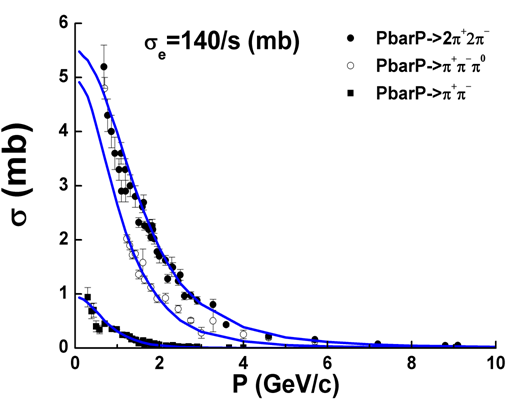 σₑ=140/s (mb)
PbarP->2π⁺2π⁻
PbarP->π⁺π⁻π⁰
PbarP->π⁺π⁻
σ (mb)
6
5
4
3
2
1
0
0 2 4 6 8 10
P (GeV/c)